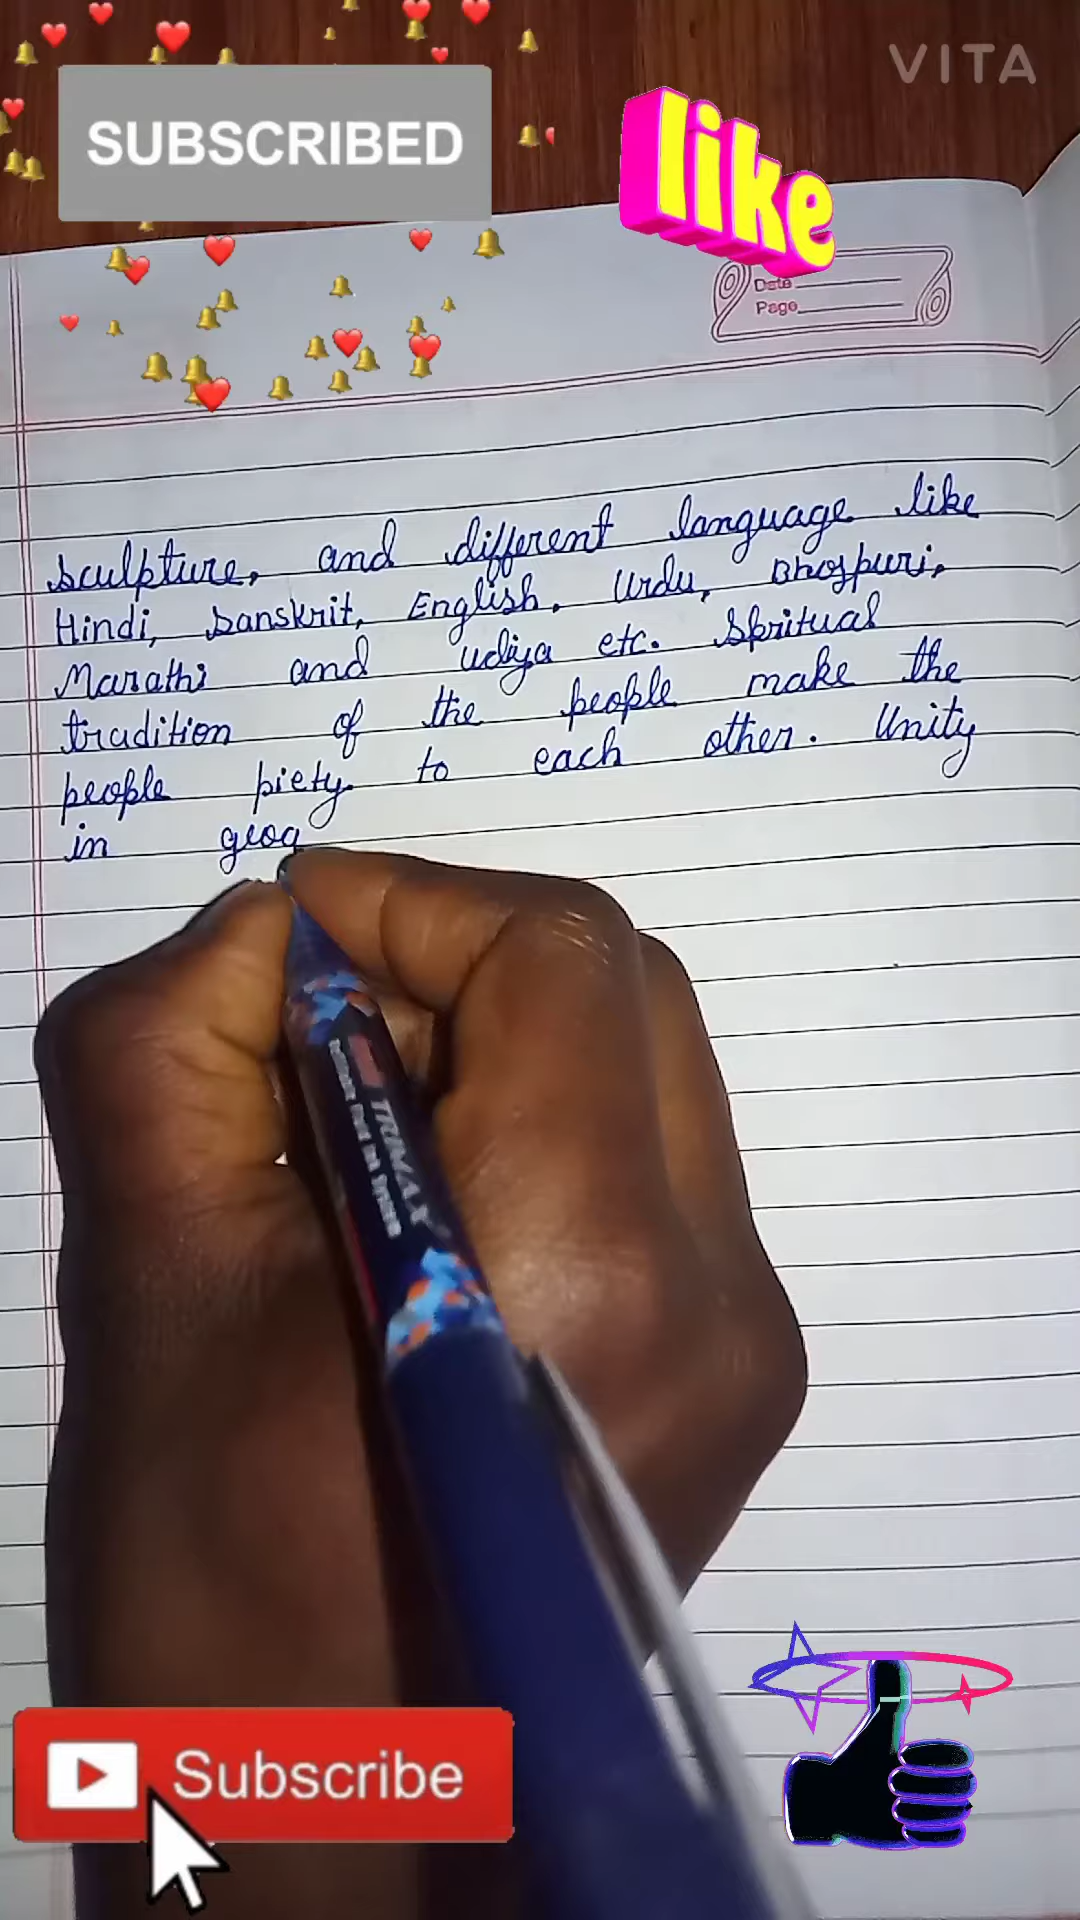 VITA
SUBSCRIBED
like
Date
Page
sculpture, and different language like
Hindi, Sanskrit, English, Urdu, Bhojpuri,
Marathi and udiya etc. Spritual
tradition of the people make the
people piety to each other. Unity
in geog
TRIMAX
Subscribe